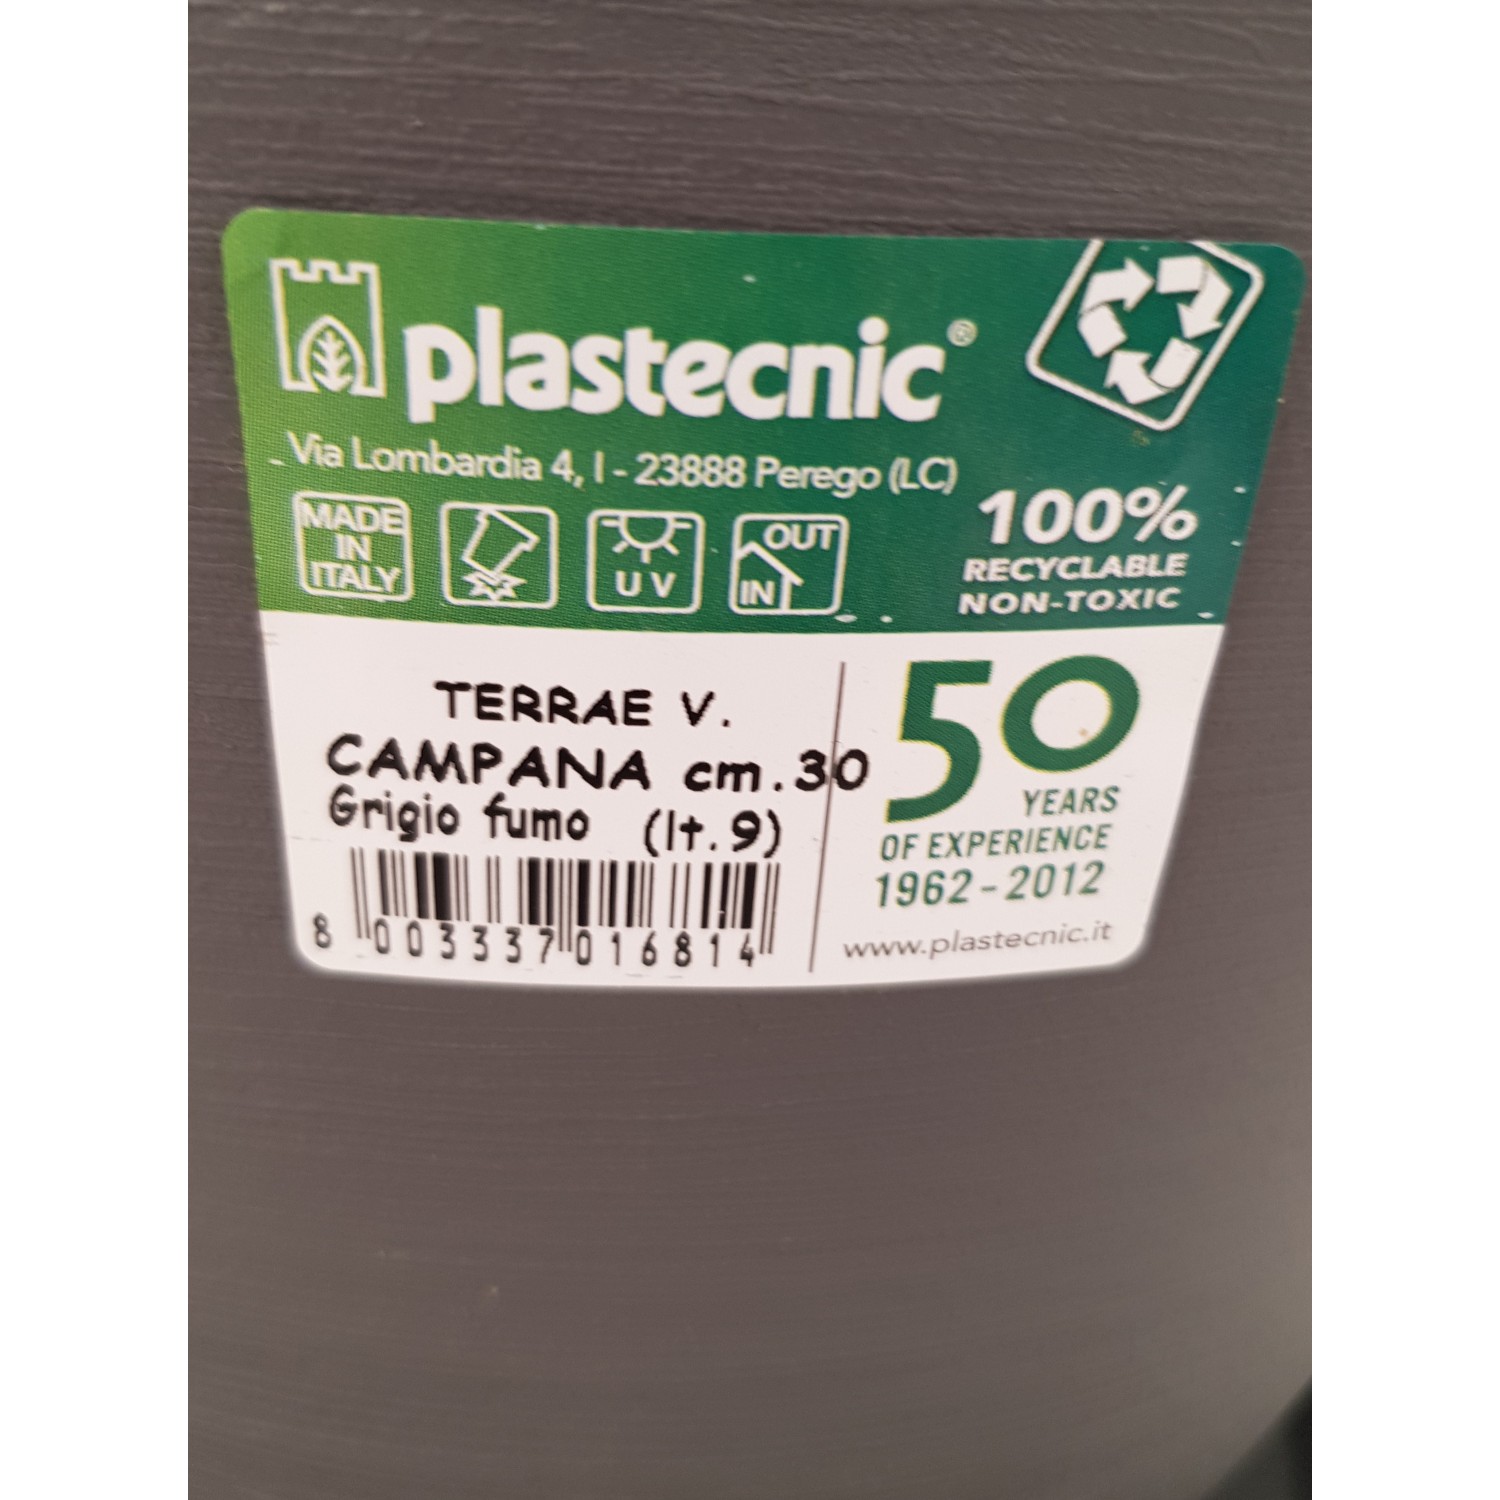 plastecnic®
Via Lombardia 4, I - 23888 Perego (LC)
MADE
IN
ITALY
UV
OUT
IN
100%
RECYCLABLE
NON-TOXIC
TERRAE V.
CAMPANA cm.30
Grigio fumo (lt.9)
8 003337 016814
50
YEARS
OF EXPERIENCE
1962-2012
www.plastecnic.it